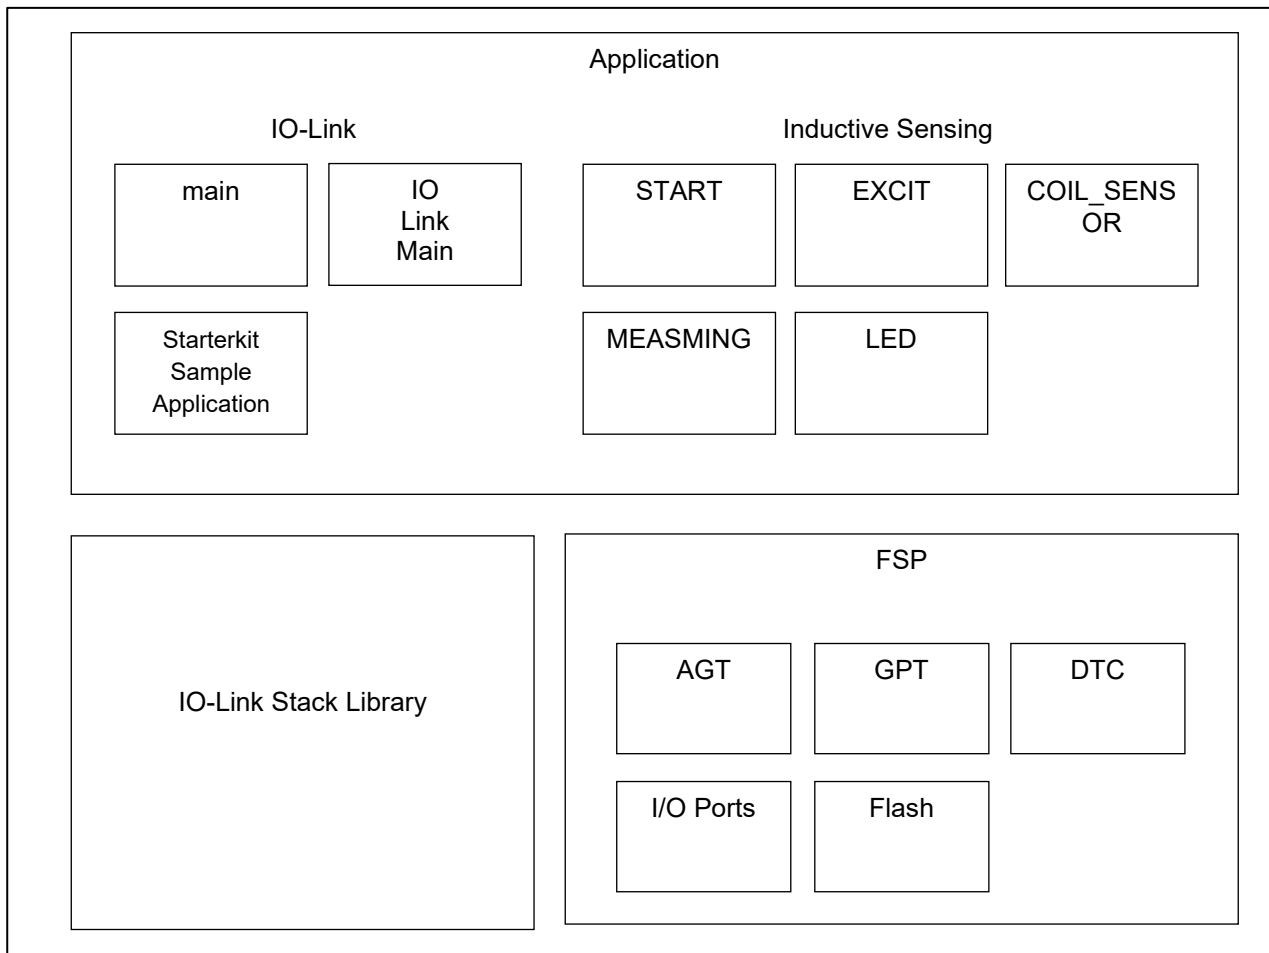 Application
IO-Link
Inductive Sensing
main
IO
Link
Main
START
EXCIT
COIL_SENS
OR
Starterkit
Sample
Application
MEASMING
LED
IO-Link Stack Library
FSP
AGT
GPT
DTC
I/O Ports
Flash